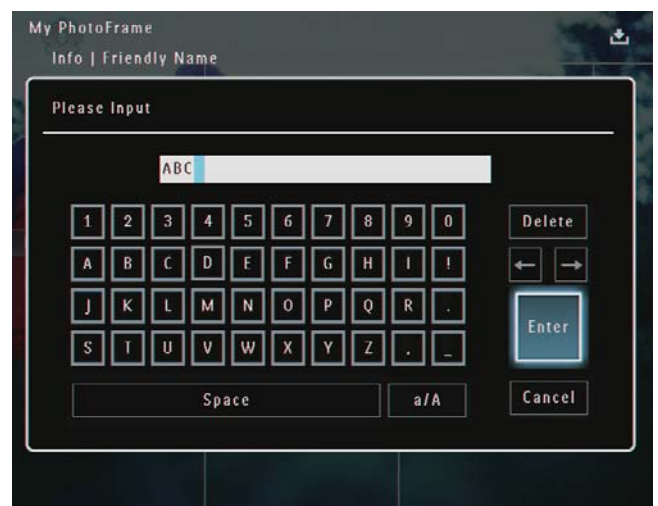 My PhotoFrame
Info | Friendly Name
Please Input
ABC
1 2 3 4 5 6 7 8 9 0 Delete
A B C D E F G H I ! ← →
J K L M N O P Q R . Enter
S T U V W X Y Z , _
Space a/A Cancel